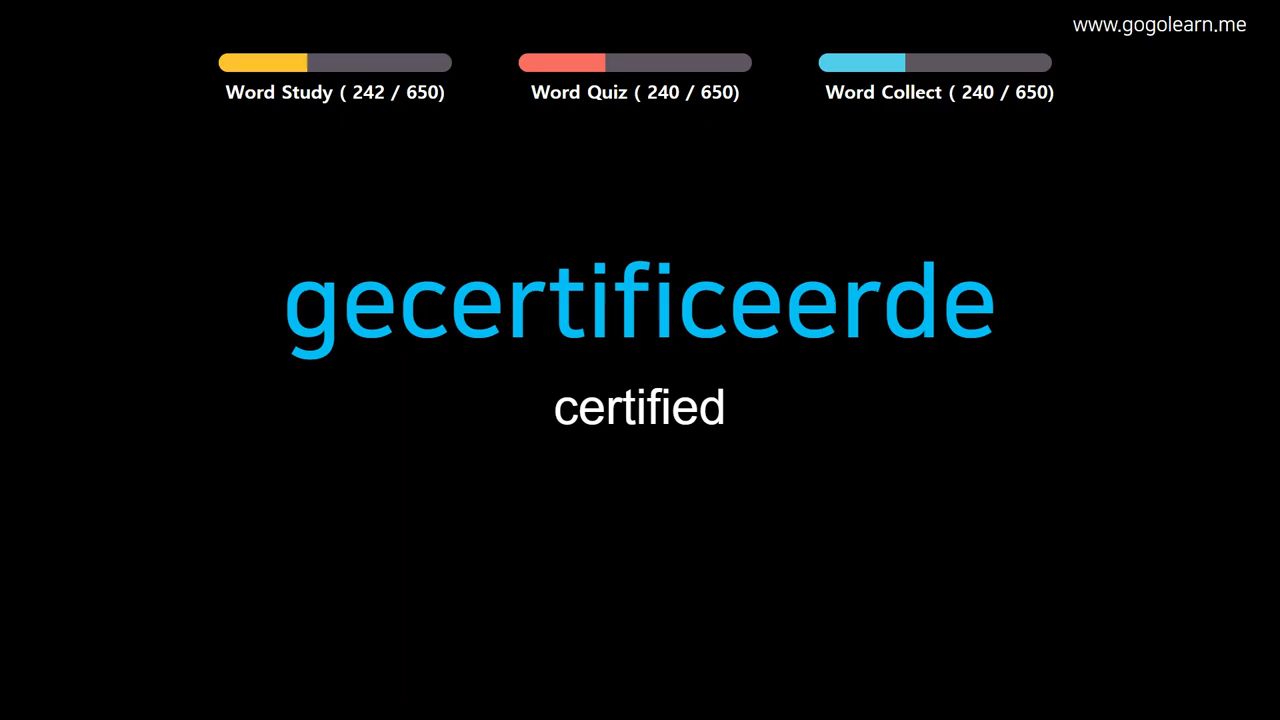 www.gogolearn.me
Word Study ( 242 / 650)
Word Quiz ( 240 / 650)
Word Collect ( 240 / 650)
gecertificeerde
certified